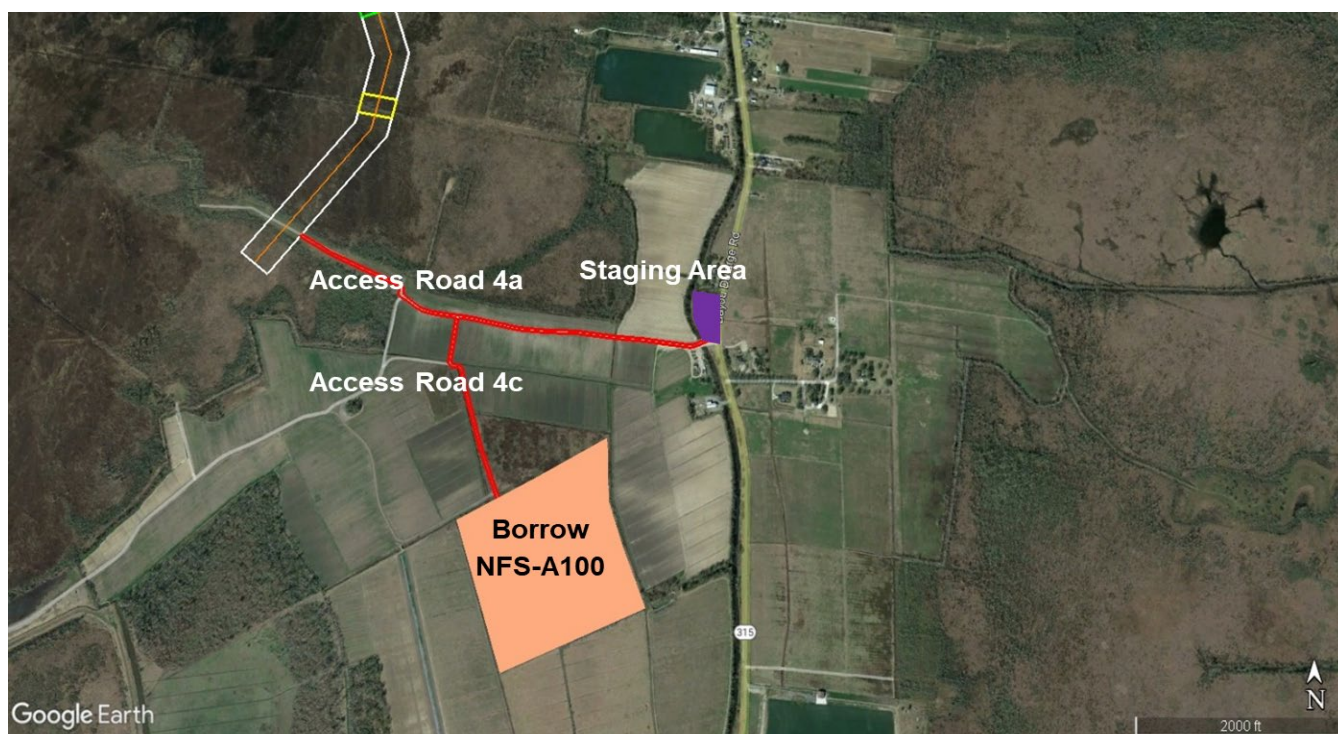 Staging Area
Access Road 4a
Access Road 4c
Borrow
NFS-A100
315
Google Earth
N
2000 ft